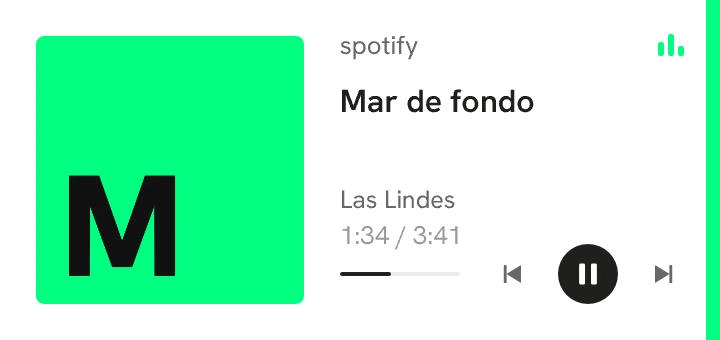 spotify
Mar de fondo
M
Las Lindes
1:34 / 3:41